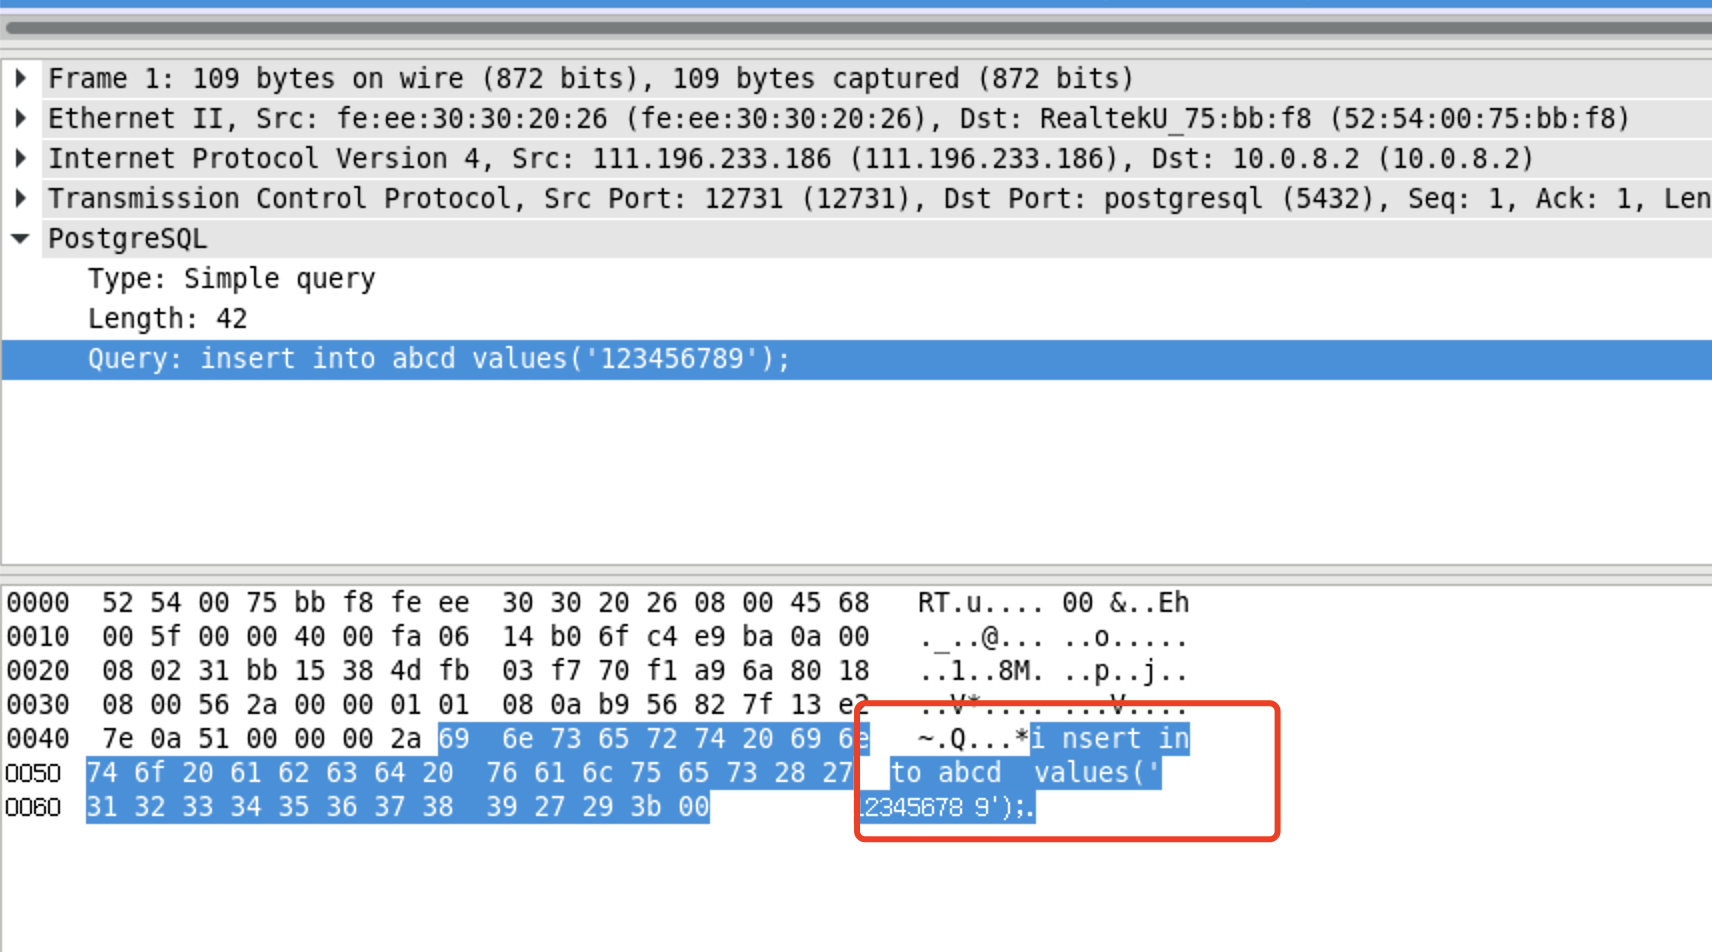 Frame 1: 109 bytes on wire (872 bits), 109 bytes captured (872 bits)
Ethernet II, Src: fe:ee:30:30:20:26 (fe:ee:30:30:20:26), Dst: RealtekU_75:bb:f8 (52:54:00:75:bb:f8)
Internet Protocol Version 4, Src: 111.196.233.186 (111.196.233.186), Dst: 10.0.8.2 (10.0.8.2)
Transmission Control Protocol, Src Port: 12731 (12731), Dst Port: postgresql (5432), Seq: 1, Ack: 1, Len
PostgreSQL
Type: Simple query
Length: 42
Query: insert into abcd values('123456789');
0000 52 54 00 75 bb f8 fe ee 30 30 20 26 08 00 45 68 RT.u.... 00 &..Eh
0010 00 5f 00 00 40 00 fa 06 14 b0 6f c4 e9 ba 0a 00 ._..@... ..o.....
0020 08 02 31 bb 15 38 4d fb 03 f7 70 f1 a9 6a 80 18 ..1..8M. ..p..j..
0030 08 00 56 2a 00 00 01 01 08 0a b9 56 82 7f 13 e2 ..V*.... ...V....
0040 7e 0a 51 00 00 00 2a 69 6e 73 65 72 74 20 69 6e ~.Q...*i nsert in
0050 74 6f 20 61 62 63 64 20 76 61 6c 75 65 73 28 27 to abcd values('
0060 31 32 33 34 35 36 37 38 39 27 29 3b 00 12345678 9');.